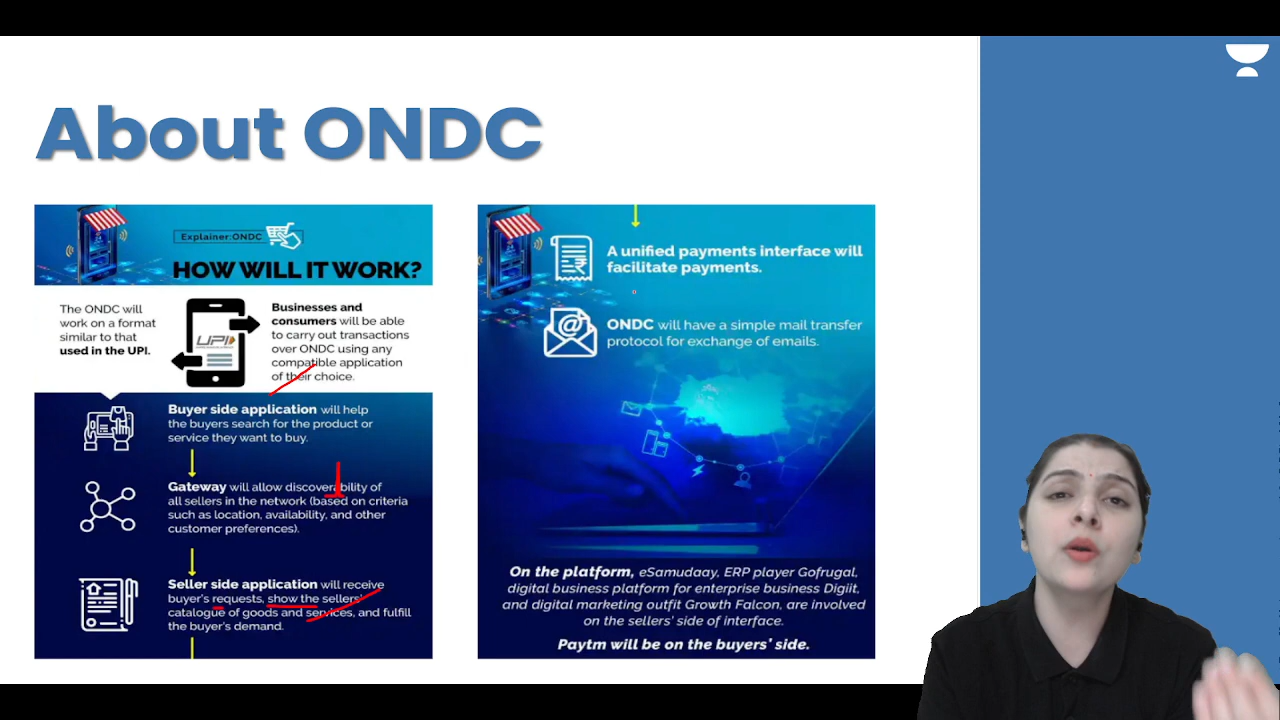 About ONDC
Explainer:ONDC
HOW WILL IT WORK?
The ONDC will
work on a format
similar to that
used in the UPI.
UPI
Businesses and
consumers will be able
to carry out transactions
over ONDC using any
compatible application
of their choice.
Buyer side application will help
the buyers search for the product or
service they want to buy.
Gateway will allow discoverability of
all sellers in the network (based on criteria
such as location, availability, and other
customer preferences).
Seller side application will receive
buyer's requests, show the sellers'
catalogue of goods and services, and fulfill
the buyer's demand.
A unified payments interface will
facilitate payments.
ONDC will have a simple mail transfer
protocol for exchange of emails.
On the platform, eSamudaay, ERP player Gofrugal,
digital business platform for enterprise business Digiit,
and digital marketing outfit Growth Falcon, are involved
on the sellers' side of interface.
Paytm will be on the buyers' side.